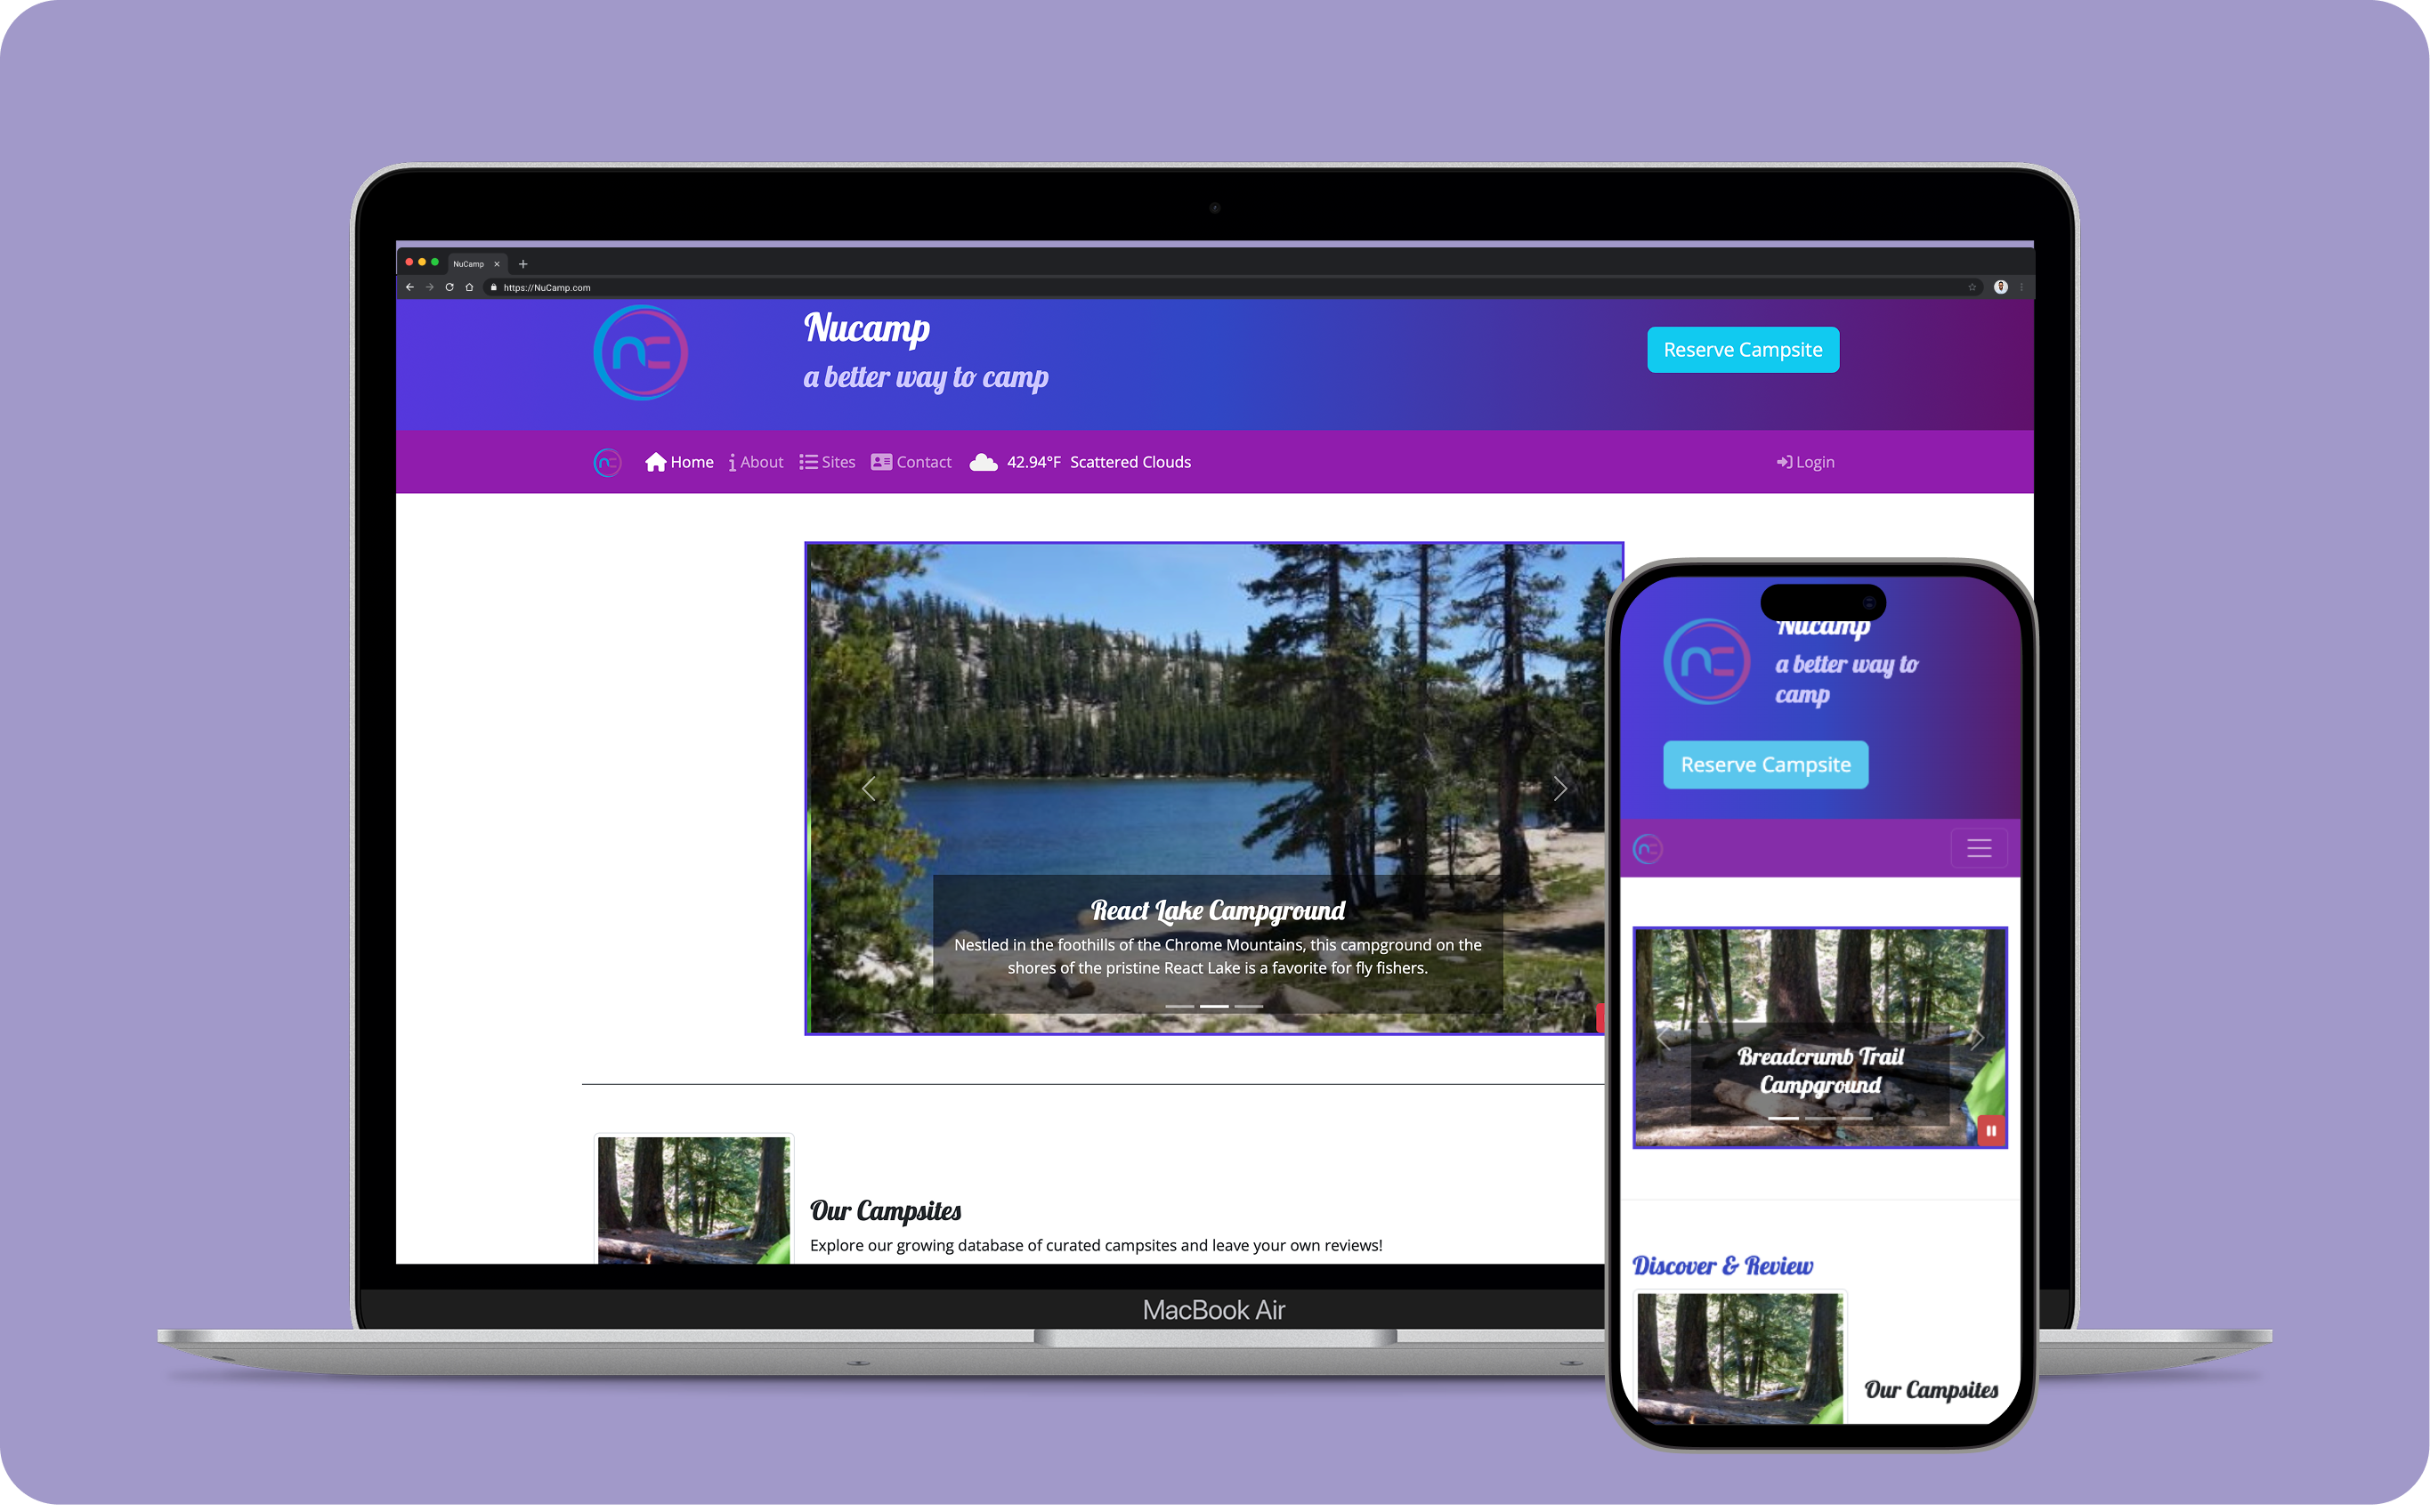 NuCamp
https://NuCamp.com
Nucamp
a better way to camp
Reserve Campsite
Home About Sites Contact 42.94°F Scattered Clouds Login
React Lake Campground
Nestled in the foothills of the Chrome Mountains, this campground on the
shores of the pristine React Lake is a favorite for fly fishers.
Our Campsites
Explore our growing database of curated campsites and leave your own reviews!
MacBook Air
Nucamp
a better way to
camp
Reserve Campsite
Breadcrumb Trail
Campground
Discover & Review
Our Campsites